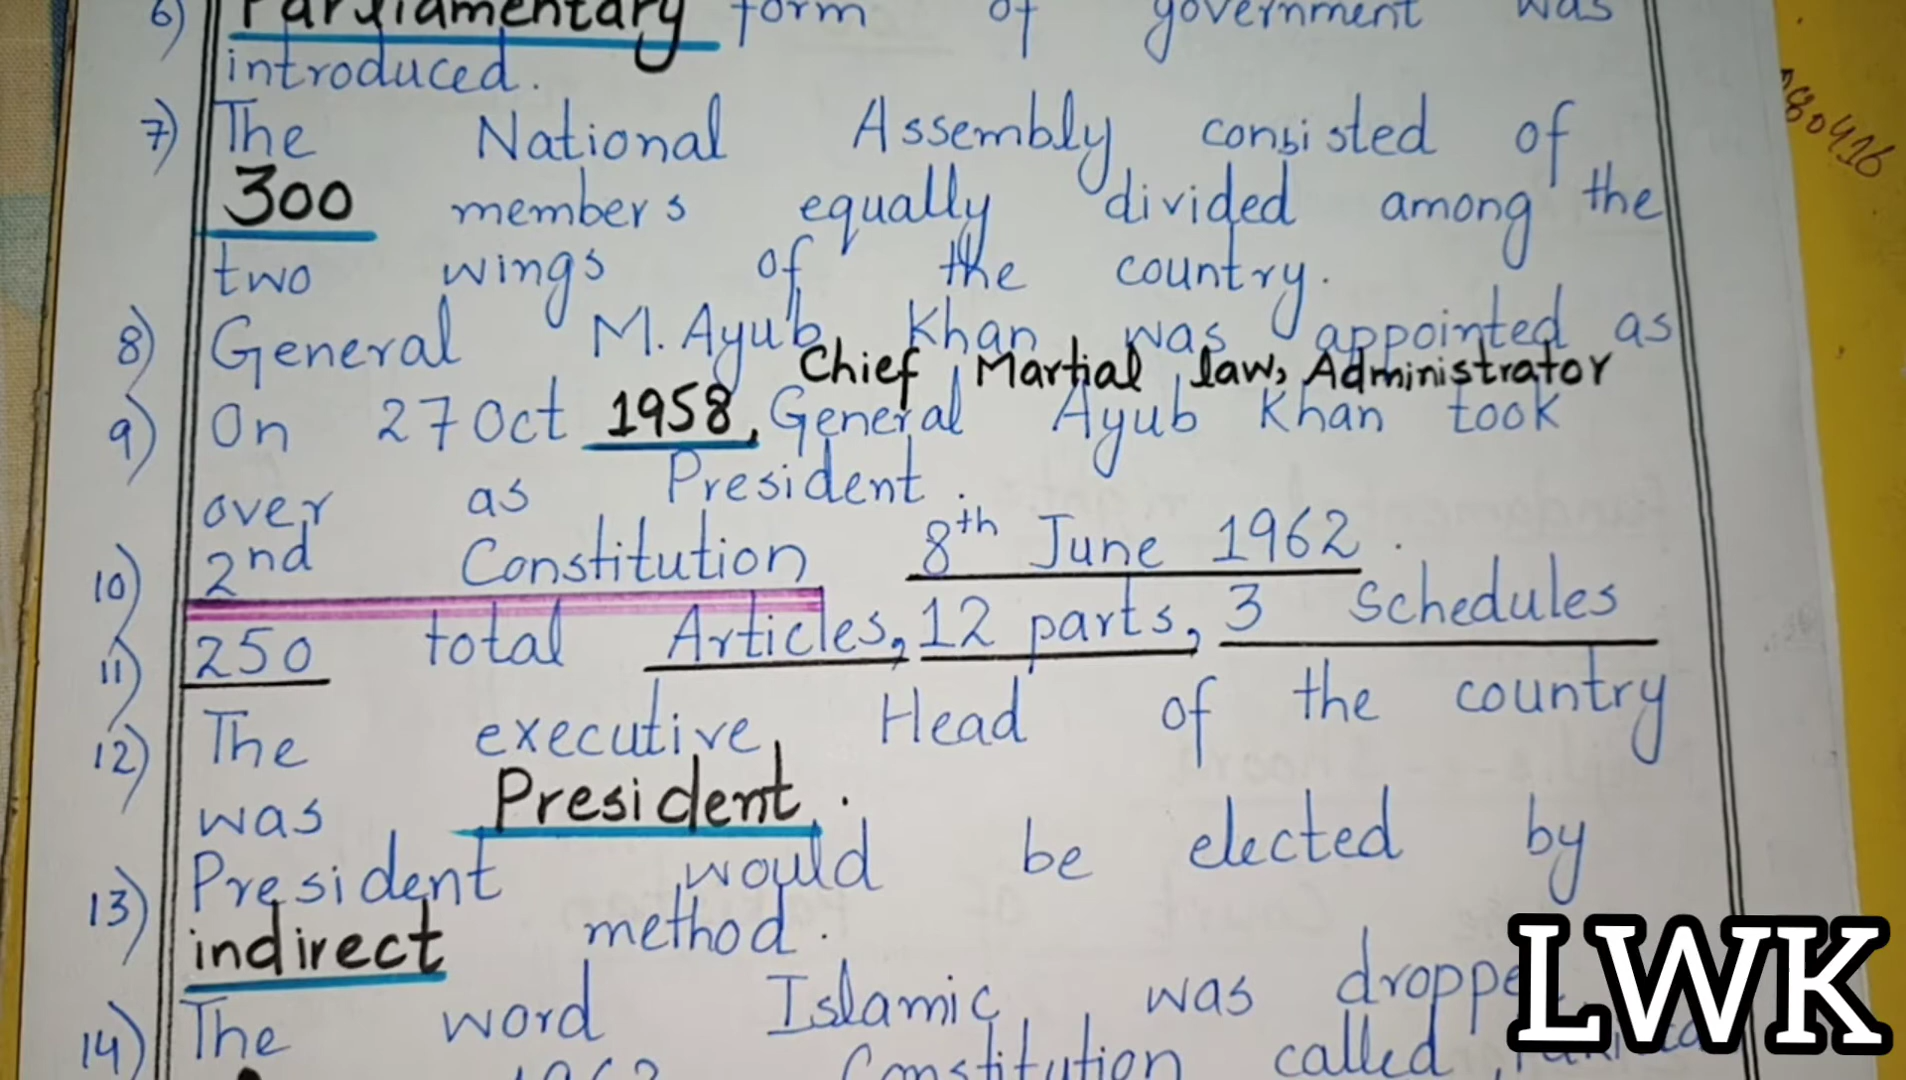 6) Parliamentary form of government was
introduced.
7) The National Assembly consisted of
300 members equally divided among the
two wings of the country.
8) General M. Ayub Khan was appointed as
Chief Martial law, Administrator
9) On 27 Oct 1958, General Ayub Khan took
over as President.
10) 2nd Constitution 8th June 1962.
11) 250 total Articles, 12 parts, 3 Schedules
12) The executive Head of the country
was President.
13) President would be elected by
indirect method.
14) The word Islamic was
1962 Constitution called
LWK